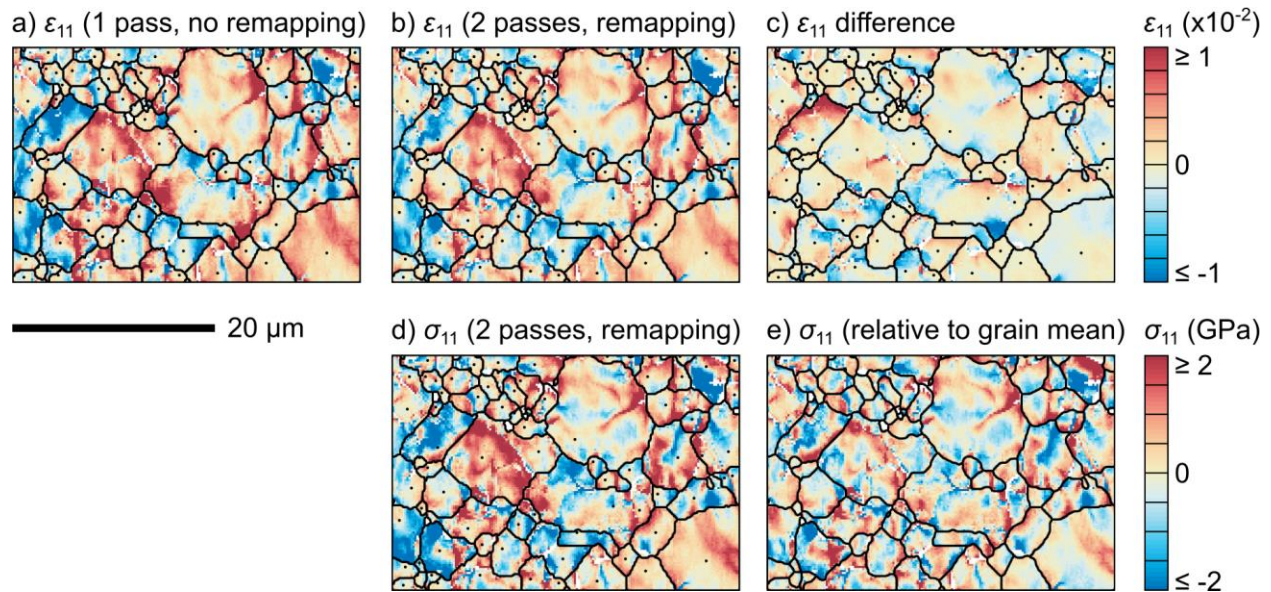 a) ε₁₁ (1 pass, no remapping)
b) ε₁₁ (2 passes, remapping)
c) ε₁₁ difference
ε₁₁ (x10⁻²)
≥ 1
0
≤ -1
20 µm
d) σ₁₁ (2 passes, remapping)
e) σ₁₁ (relative to grain mean)
σ₁₁ (GPa)
≥ 2
0
≤ -2